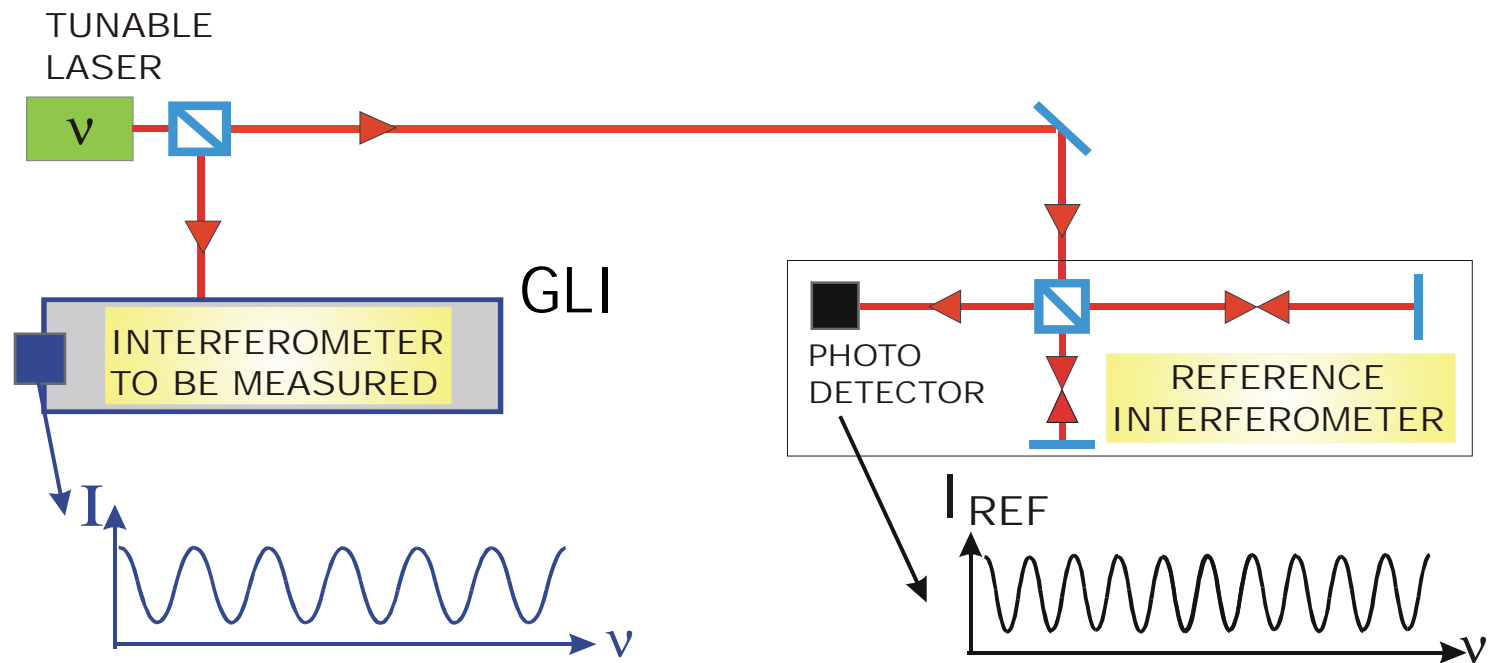 TUNABLE
LASER
ν
GLI
INTERFEROMETER
TO BE MEASURED
PHOTO
DETECTOR
REFERENCE
INTERFEROMETER
I
ν
I REF
ν